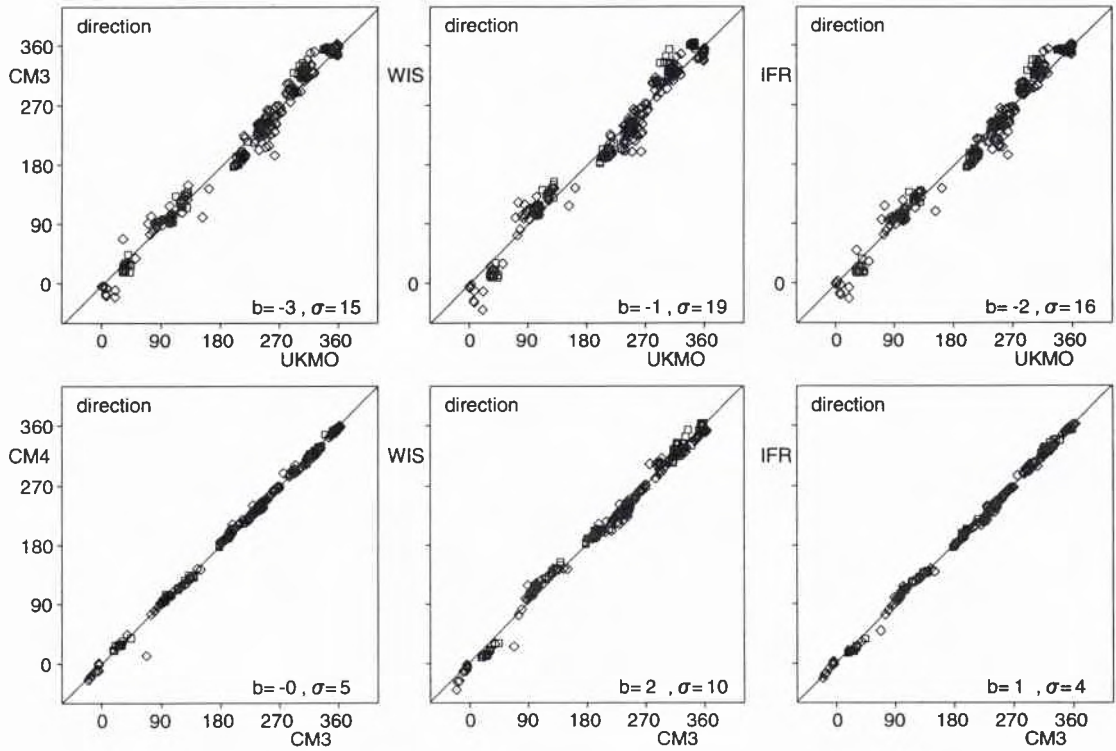 direction
360
CM3
270
180
90
0
b= -3 , σ= 15
0 90 180 270 360
UKMO
direction
WIS
0
b= -1 , σ= 19
0 90 180 270 360
UKMO
direction
IFR
0
b= -2 , σ= 16
0 90 180 270 360
UKMO
direction
360
CM4
270
180
90
0
b= -0 , σ= 5
0 90 180 270 360
CM3
direction
WIS
0
b= 2 , σ= 10
0 90 180 270 360
CM3
direction
IFR
0
b= 1 , σ= 4
0 90 180 270 360
CM3